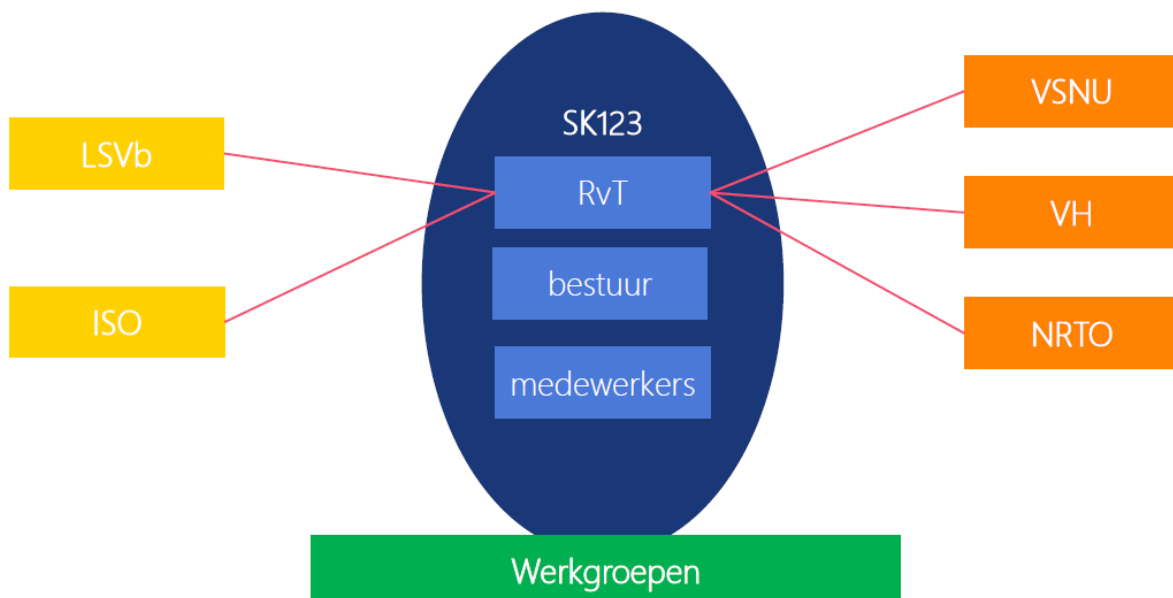 LSVb
ISO
SK123
RvT
bestuur
medewerkers
VSNU
VH
NRTO
Werkgroepen